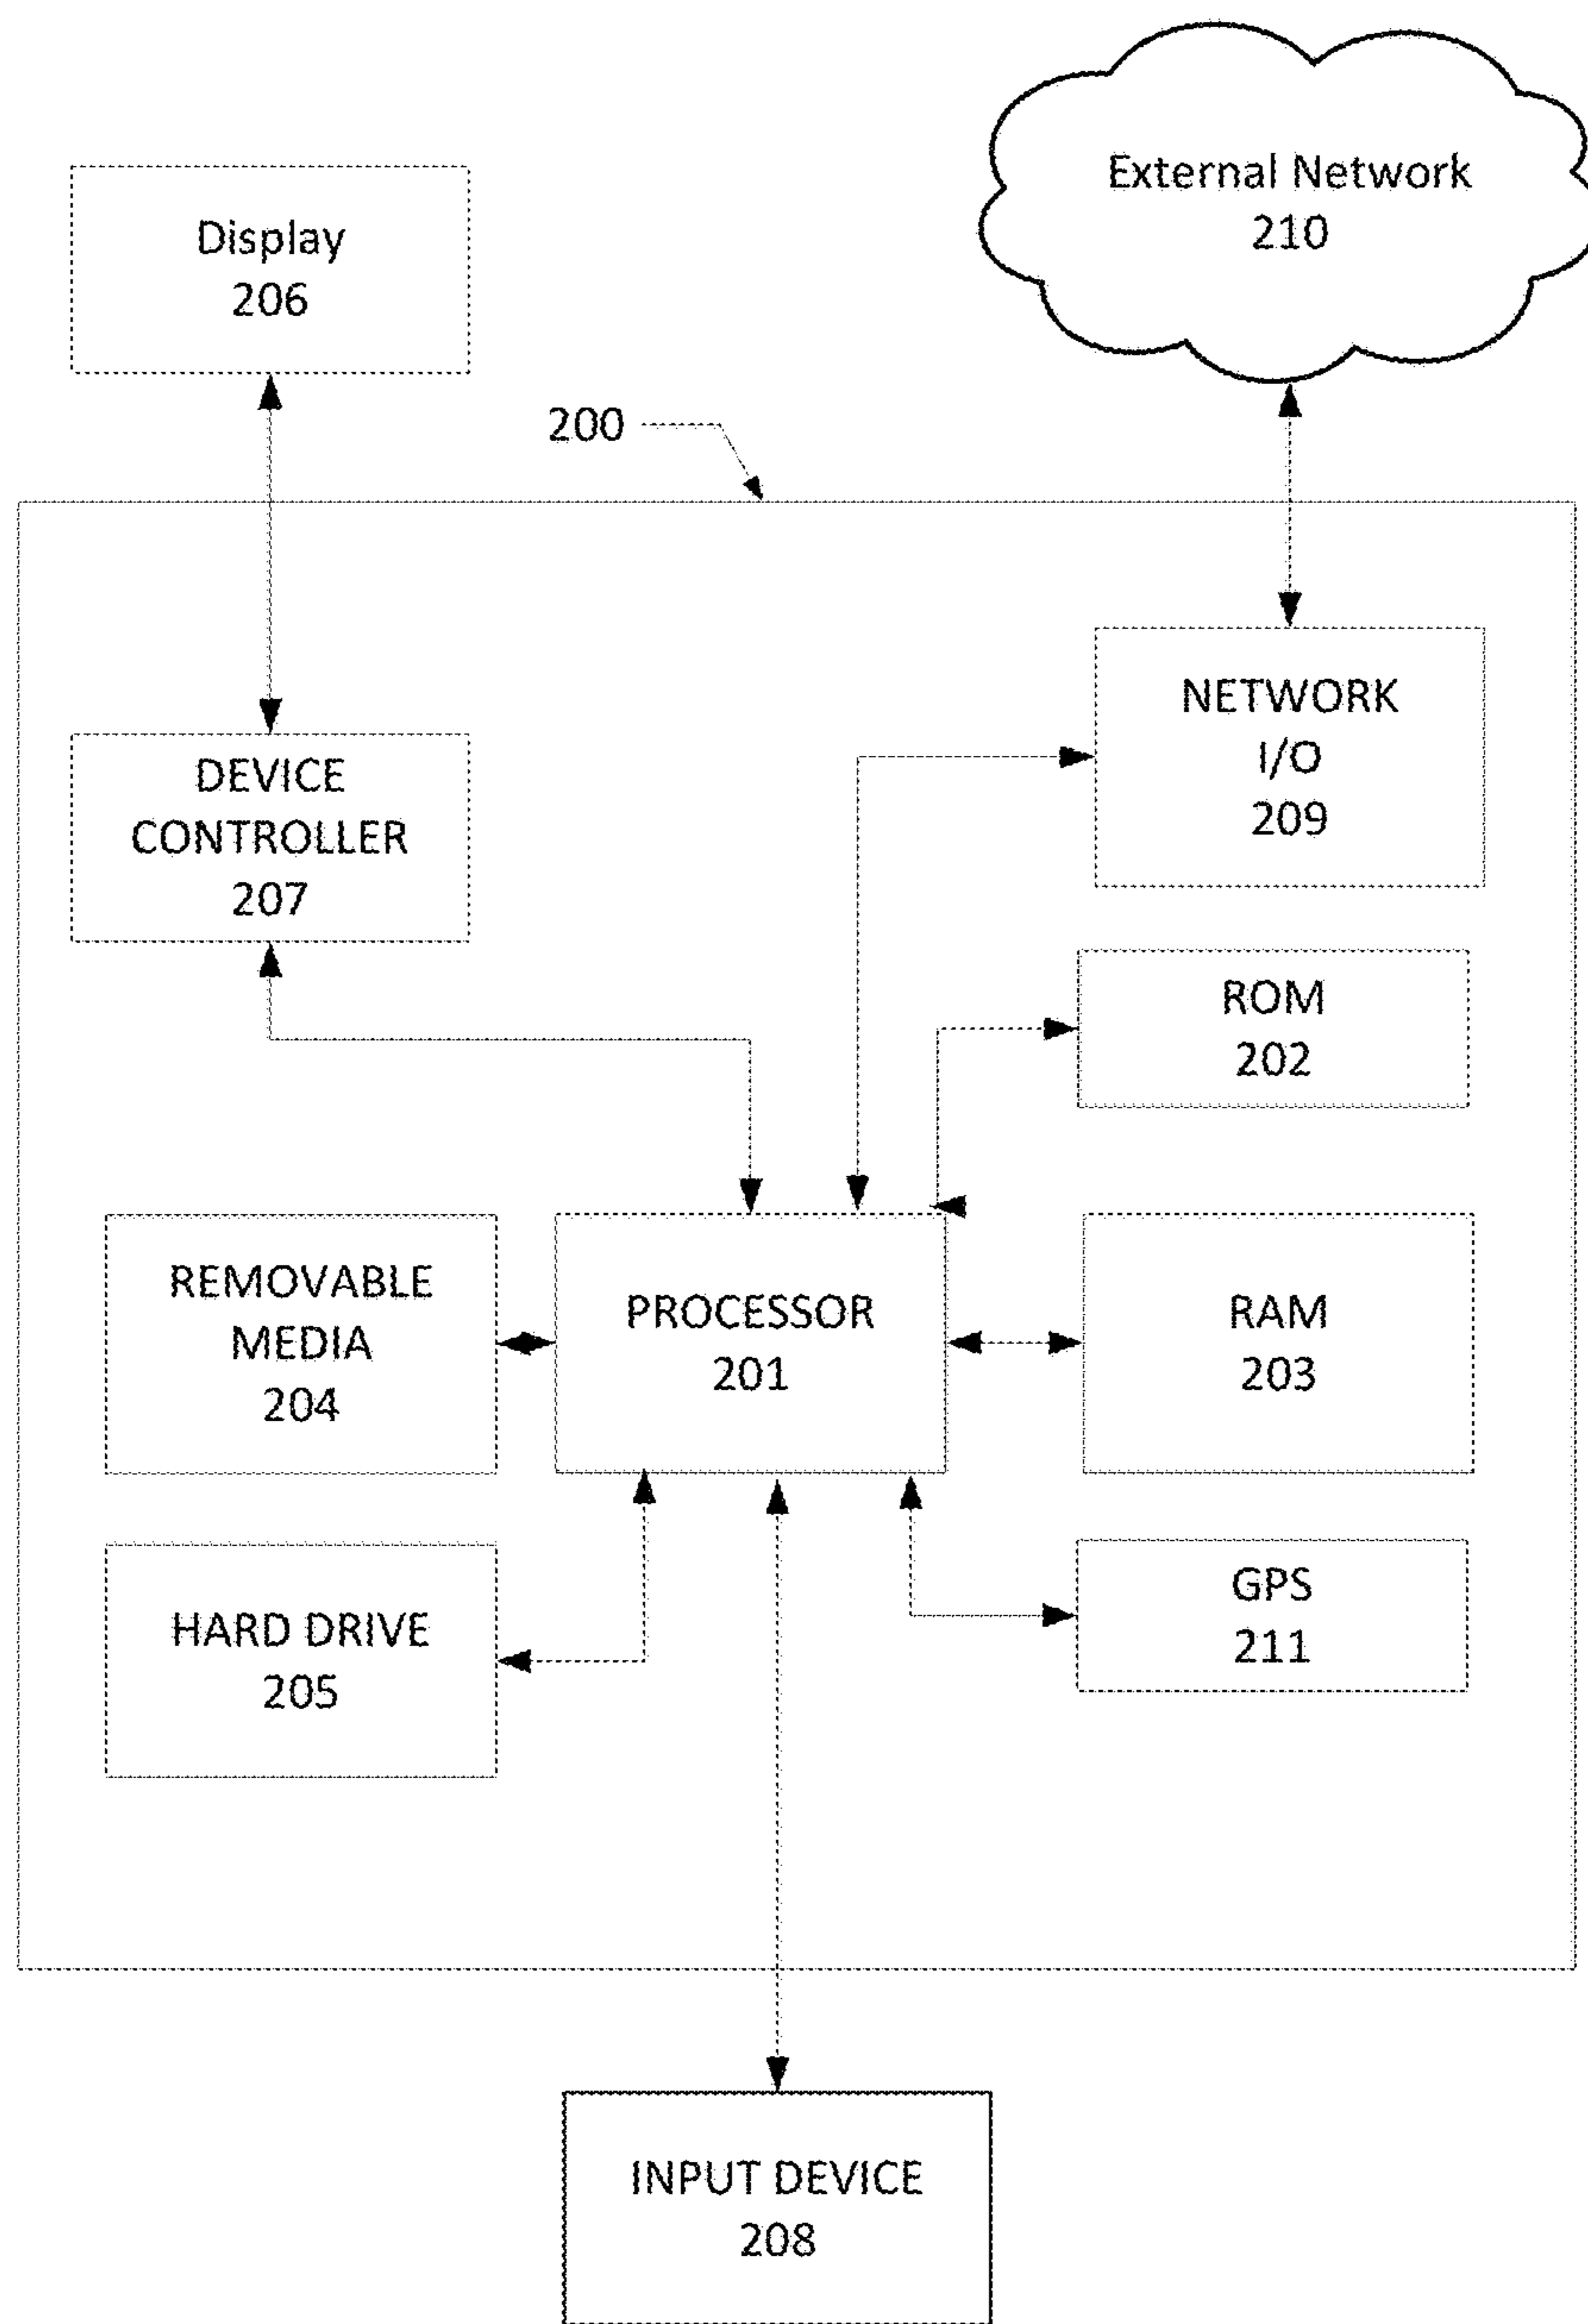 External Network
210
Display
206
200
NETWORK
I/O
209
DEVICE
CONTROLLER
207
ROM
202
REMOVABLE
MEDIA
204
PROCESSOR
201
RAM
203
HARD DRIVE
205
GPS
211
INPUT DEVICE
208